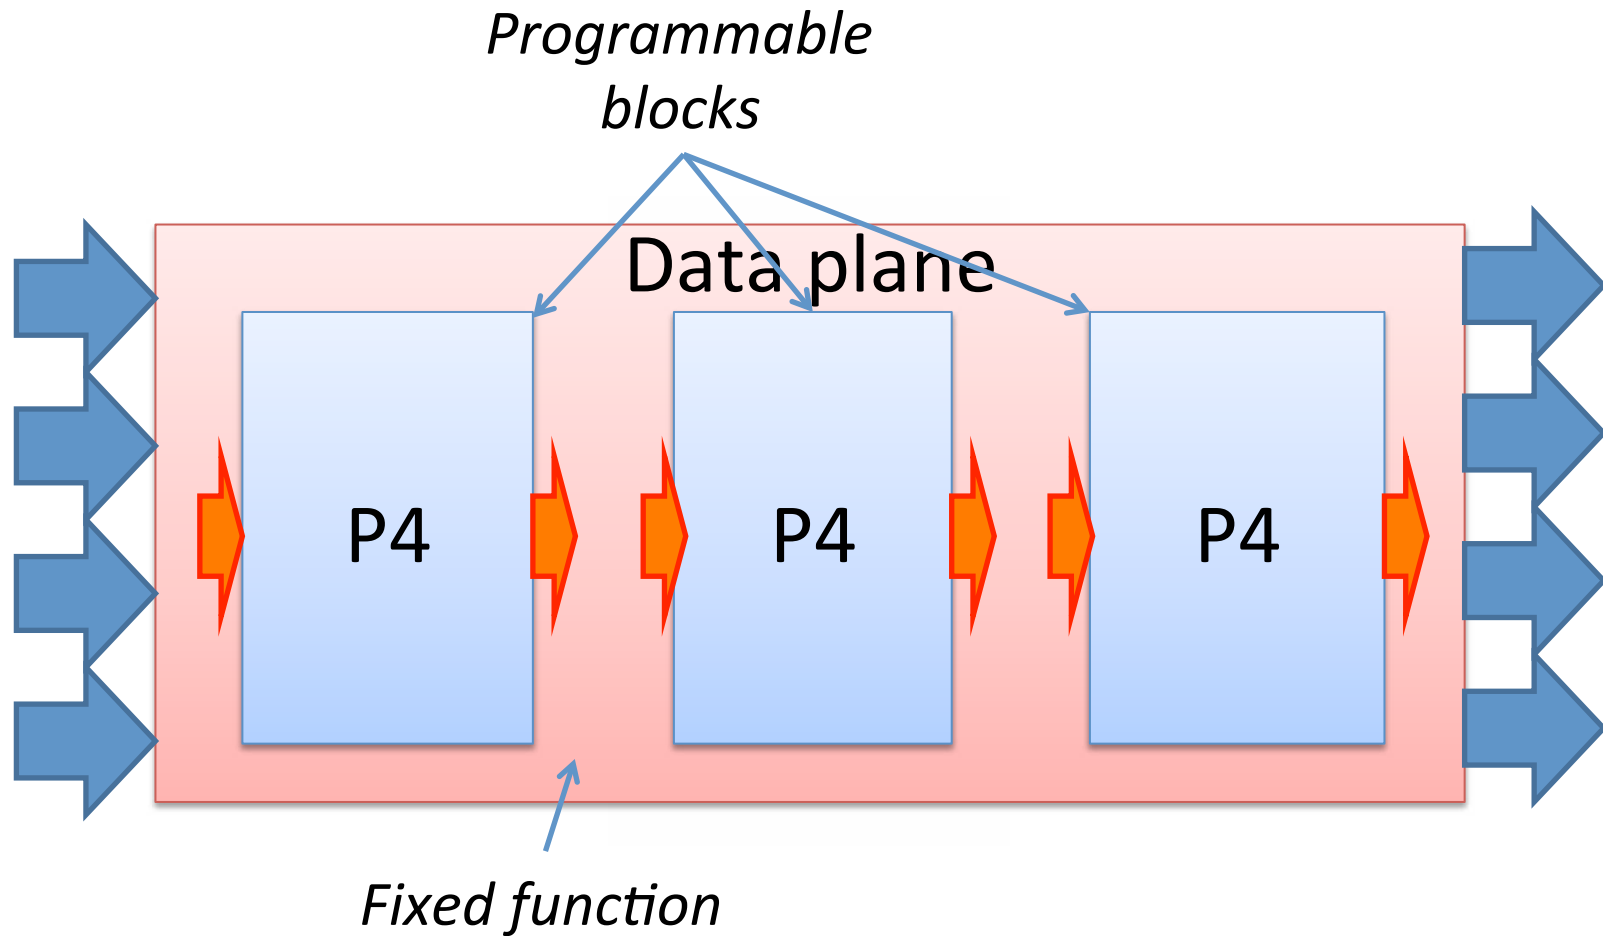 Programmable
blocks
Data plane
P4
P4
P4
Fixed function